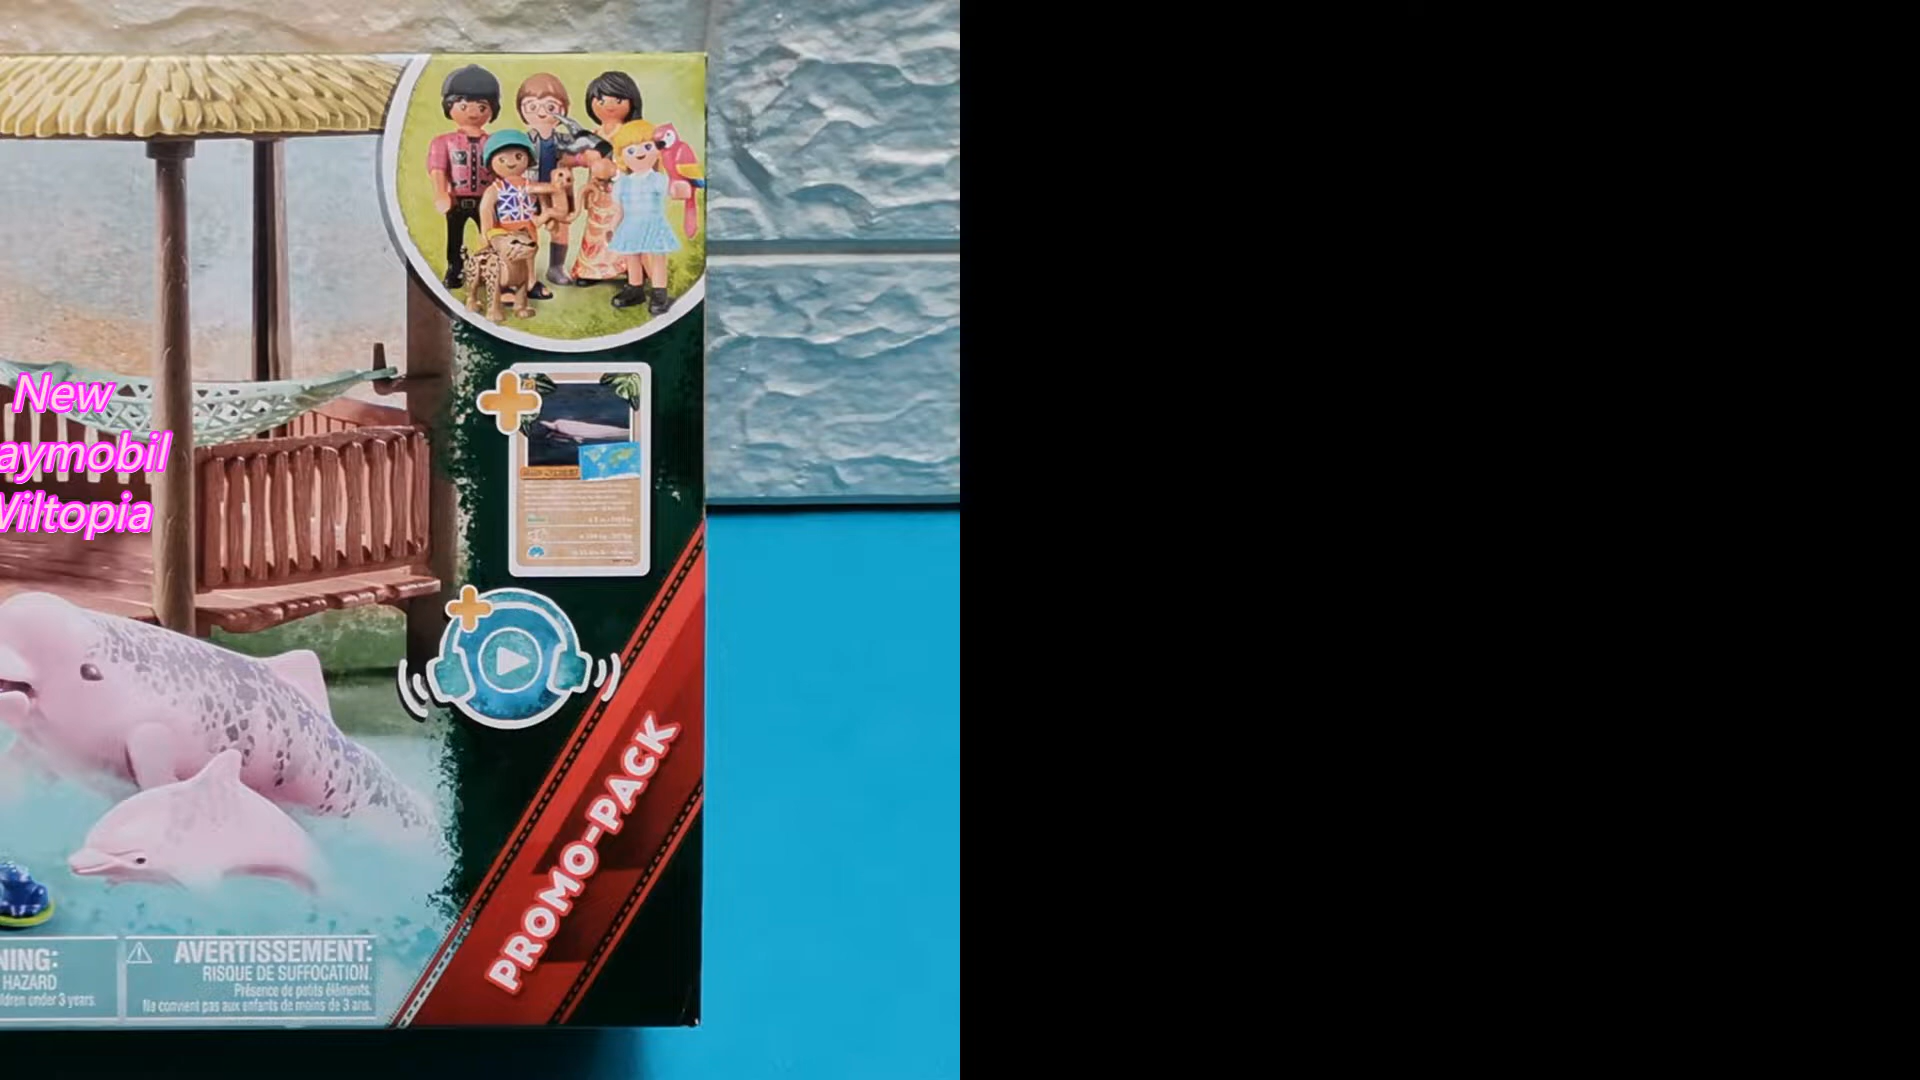 New
aymobil
Wiltopia
NING:
HAZARD
ldren under 3 years.
AVERTISSEMENT:
RISQUE DE SUFFOCATION.
Présence de petits éléments.
Ne convient pas aux enfants de moins de 3 ans.
PROMO-PACK